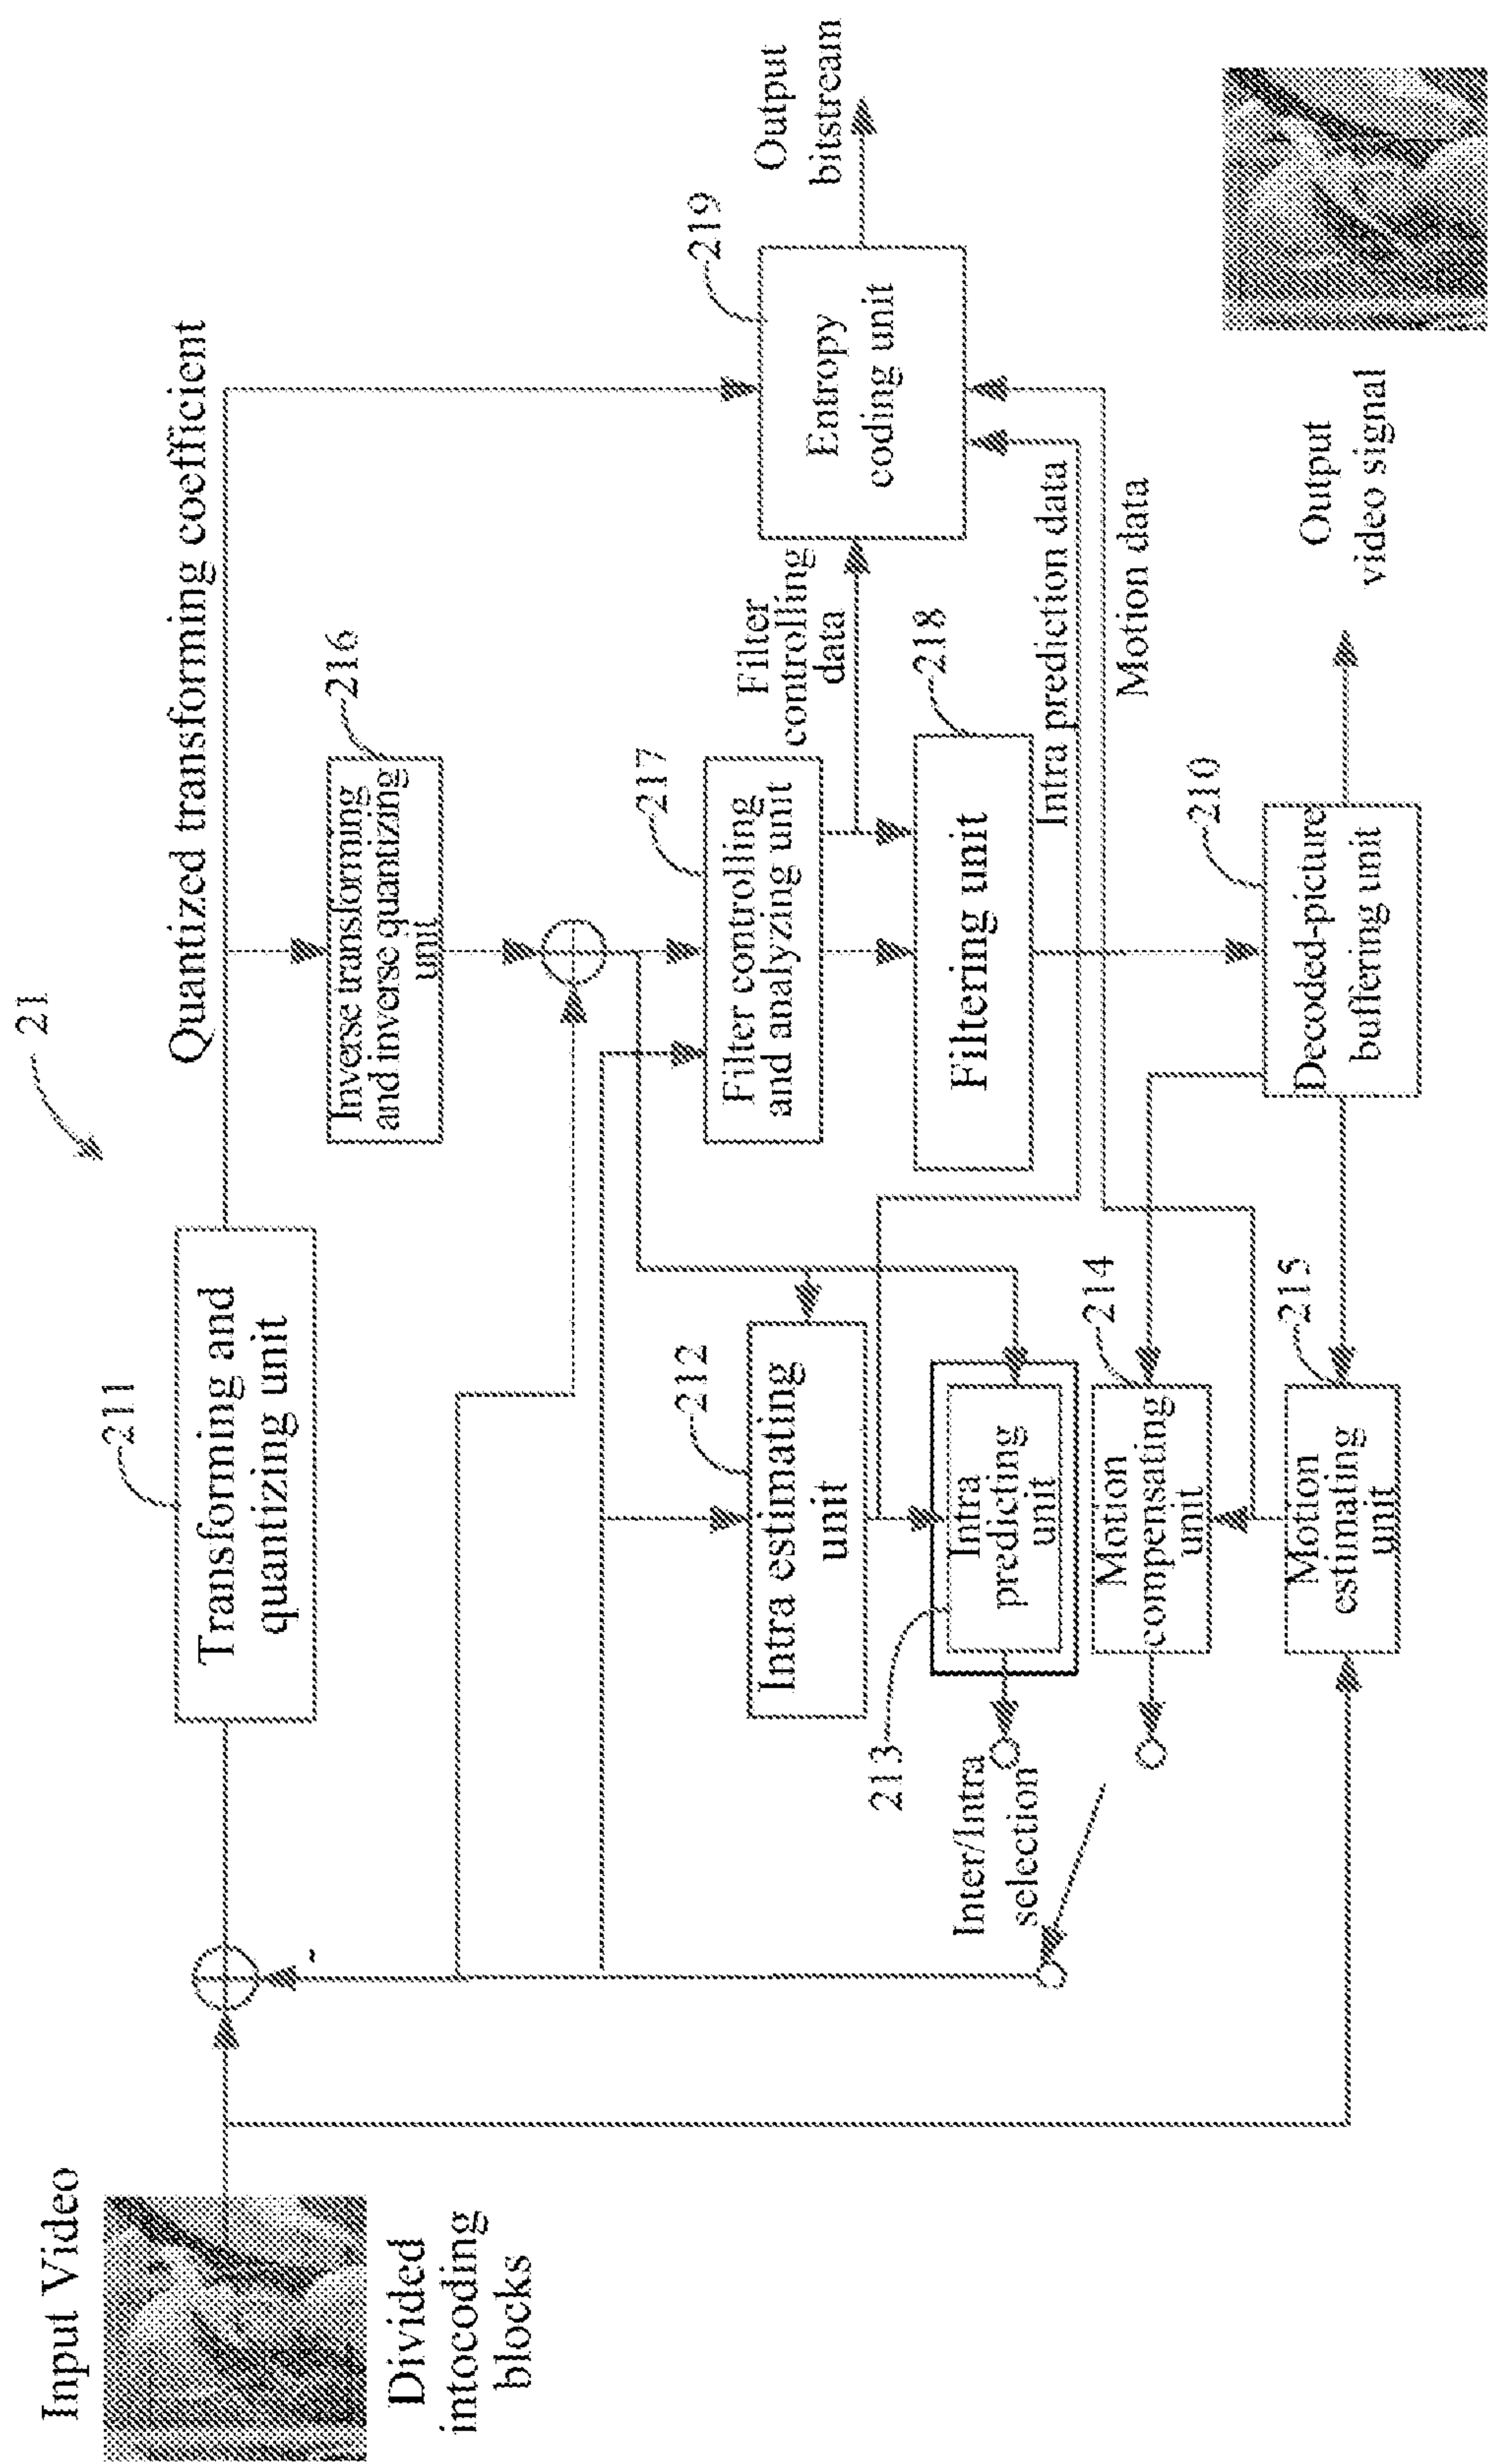 21
Input Video
Divided
intocoding
blocks
211
Transforming and
quantizing unit
Quantized transforming coefficient
-
216
Inverse transforming
and inverse quantizing
unit
219
Entropy
coding unit
Output
bitstream
217
Filter controlling
and analyzing unit
Filter
controlling
data
212
Intra estimating
unit
218
Filtering unit
Intra prediction data
Motion data
213
Intra
predicting
unit
Inter/Intra
selection
214
Motion
compensating
unit
215
Motion
estimating
unit
210
Decoded-picture
buffering unit
Output
video signal